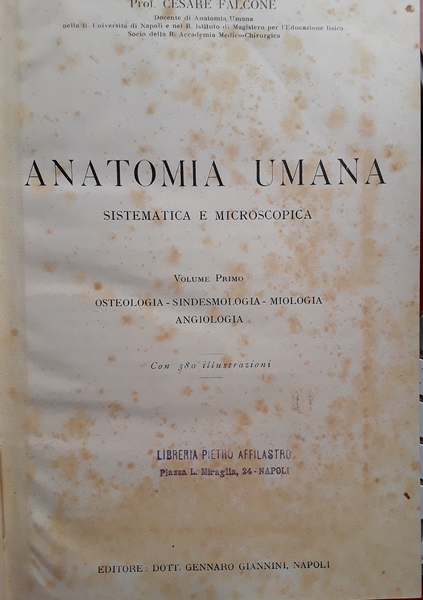 Prof. CESARE FALCONE
Docente di Anatomia Umana
nella R. Università di Napoli e nel R. Istituto di Magistero per l'Educazione fisica
Socio della R. Accademia Medico-Chirurgica
ANATOMIA UMANA
SISTEMATICA E MICROSCOPICA
Volume Primo
OSTEOLOGIA - SINDESMOLOGIA - MIOLOGIA
ANGIOLOGIA
Con 380 illustrazioni
LIBRERIA PIETRO AFFILASTRO
Piazza L. Miraglia, 24 - NAPOLI
EDITORE: DOTT. GENNARO GIANNINI, NAPOLI